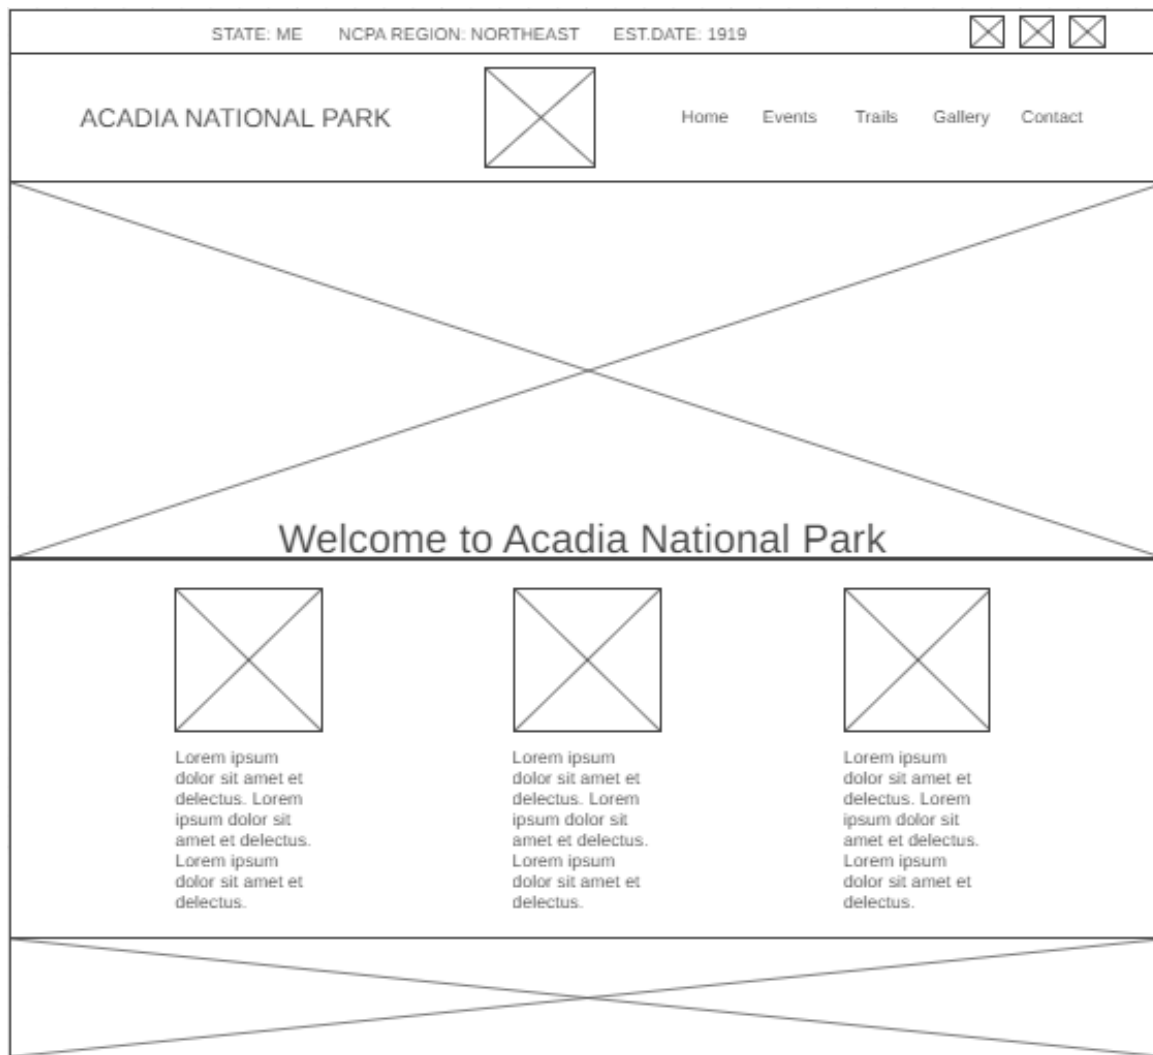 STATE: ME NCPA REGION: NORTHEAST EST.DATE: 1919
ACADIA NATIONAL PARK
Home Events Trails Gallery Contact
Welcome to Acadia National Park
Lorem ipsum
dolor sit amet et
delectus. Lorem
ipsum dolor sit
amet et delectus.
Lorem ipsum
dolor sit amet et
delectus.
Lorem ipsum
dolor sit amet et
delectus. Lorem
ipsum dolor sit
amet et delectus.
Lorem ipsum
dolor sit amet et
delectus.
Lorem ipsum
dolor sit amet et
delectus. Lorem
ipsum dolor sit
amet et delectus.
Lorem ipsum
dolor sit amet et
delectus.